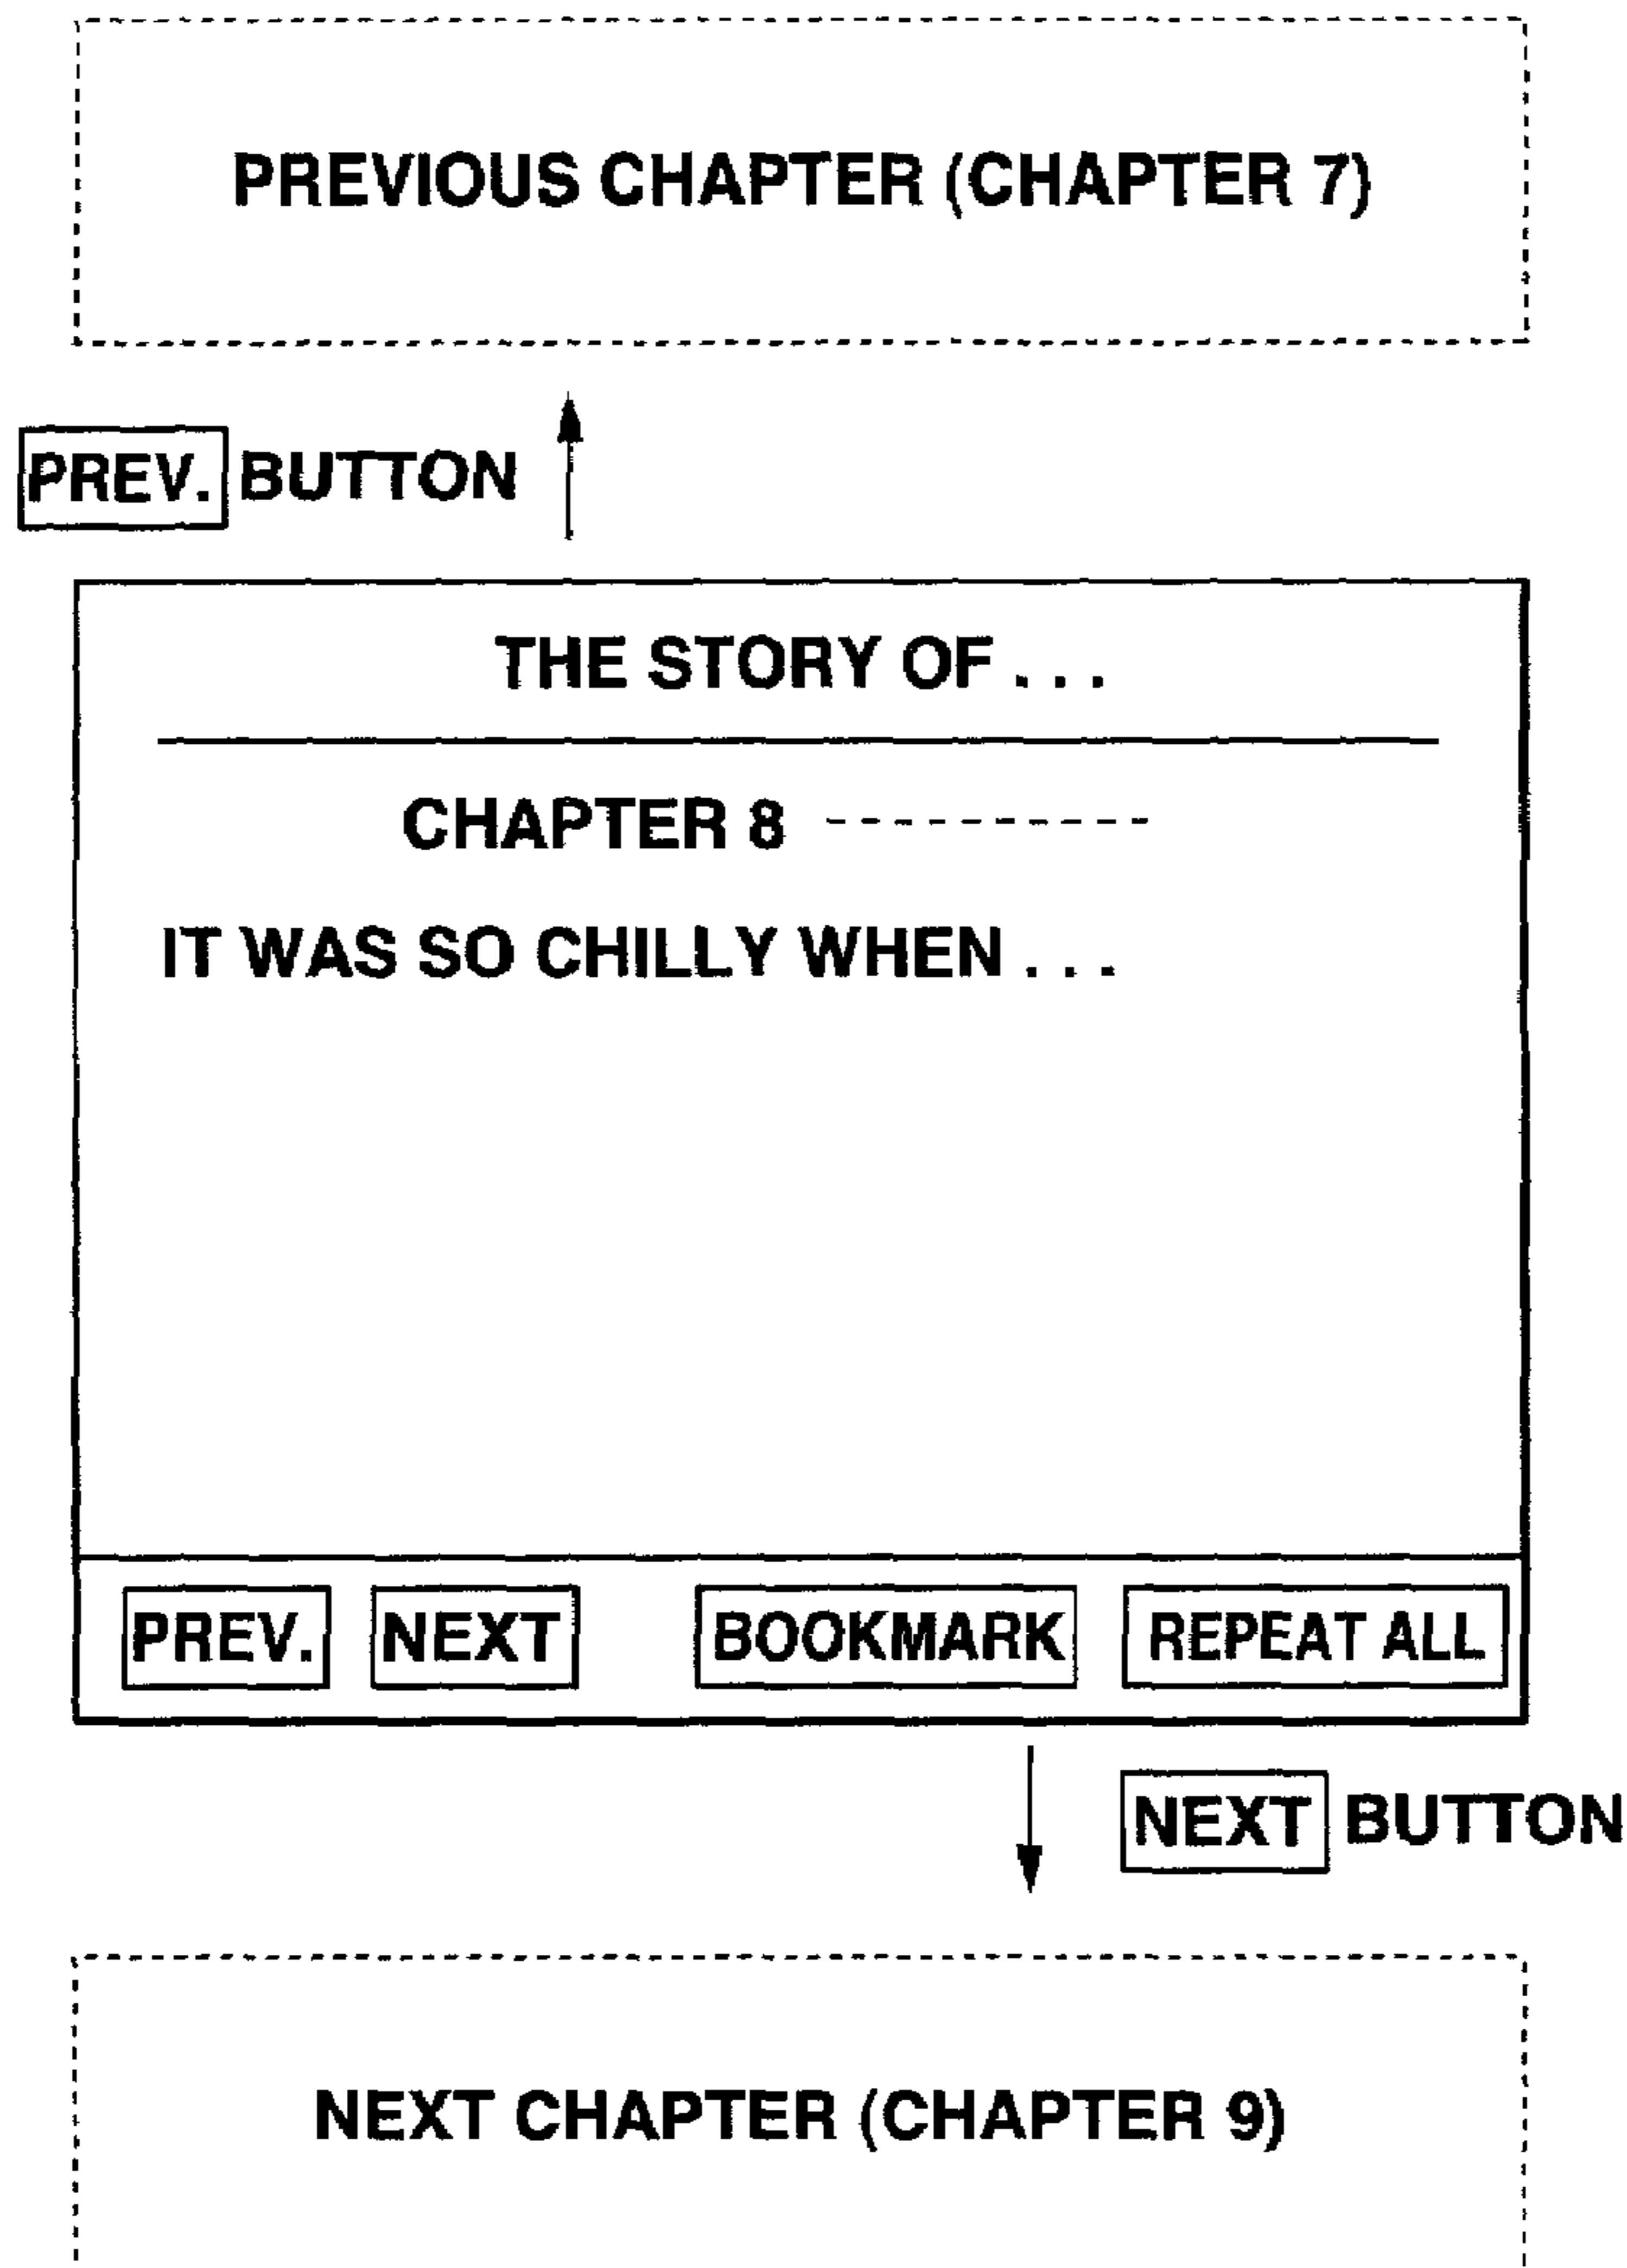 PREVIOUS CHAPTER (CHAPTER 7)
PREV. BUTTON
THE STORY OF . . .
CHAPTER 8 ----------
IT WAS SO CHILLY WHEN . . .
PREV. NEXT BOOKMARK REPEAT ALL
NEXT BUTTON
NEXT CHAPTER (CHAPTER 9)